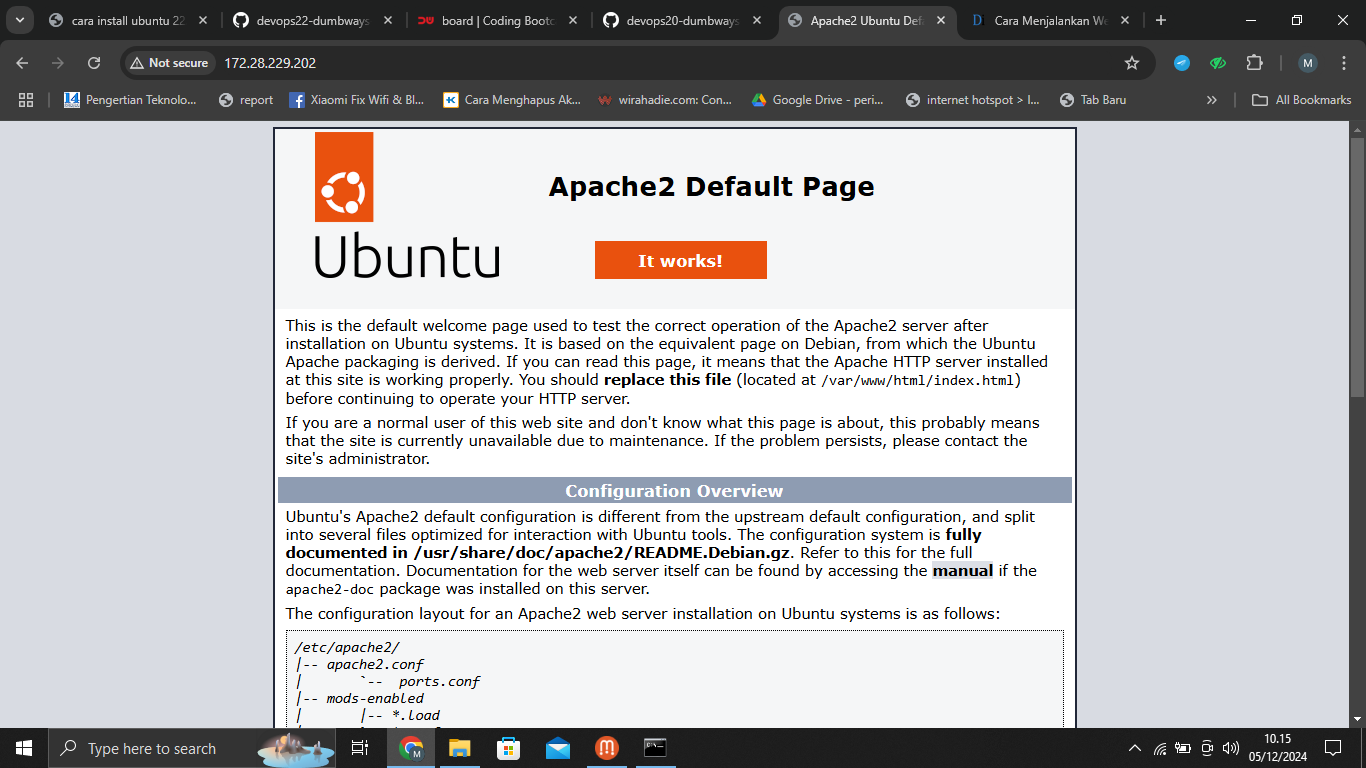 cara install ubuntu 22
devops22-dumbways
board | Coding Bootc
devops20-dumbways
Apache2 Ubuntu Def
Cara Menjalankan We
Not secure
172.28.229.202
M
Pengertian Teknolo...
report
Xiaomi Fix Wifi & Bl...
Cara Menghapus Ak...
wirahadie.com: Con...
Google Drive - peri...
internet hotspot > I...
Tab Baru
All Bookmarks
Apache2 Default Page
Ubuntu
It works!
This is the default welcome page used to test the correct operation of the Apache2 server after
installation on Ubuntu systems. It is based on the equivalent page on Debian, from which the Ubuntu
Apache packaging is derived. If you can read this page, it means that the Apache HTTP server installed
at this site is working properly. You should replace this file (located at /var/www/html/index.html)
before continuing to operate your HTTP server.
If you are a normal user of this web site and don't know what this page is about, this probably means
that the site is currently unavailable due to maintenance. If the problem persists, please contact the
site's administrator.
Configuration Overview
Ubuntu's Apache2 default configuration is different from the upstream default configuration, and split
into several files optimized for interaction with Ubuntu tools. The configuration system is fully
documented in /usr/share/doc/apache2/README.Debian.gz. Refer to this for the full
documentation. Documentation for the web server itself can be found by accessing the manual if the
apache2-doc package was installed on this server.
The configuration layout for an Apache2 web server installation on Ubuntu systems is as follows:
/etc/apache2/
|-- apache2.conf
|       `--  ports.conf
|-- mods-enabled
|       |-- *.load
Type here to search
10.15
05/12/2024